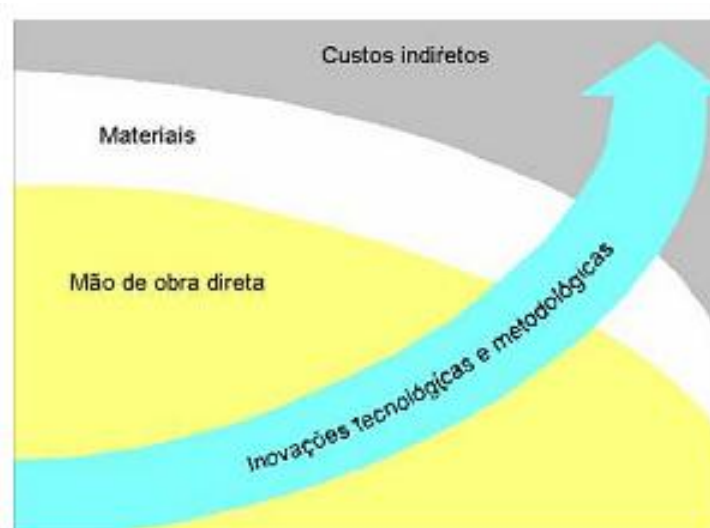 Custos indiretos
Materiais
Mão de obra direta
Inovações tecnológicas e metodológicas